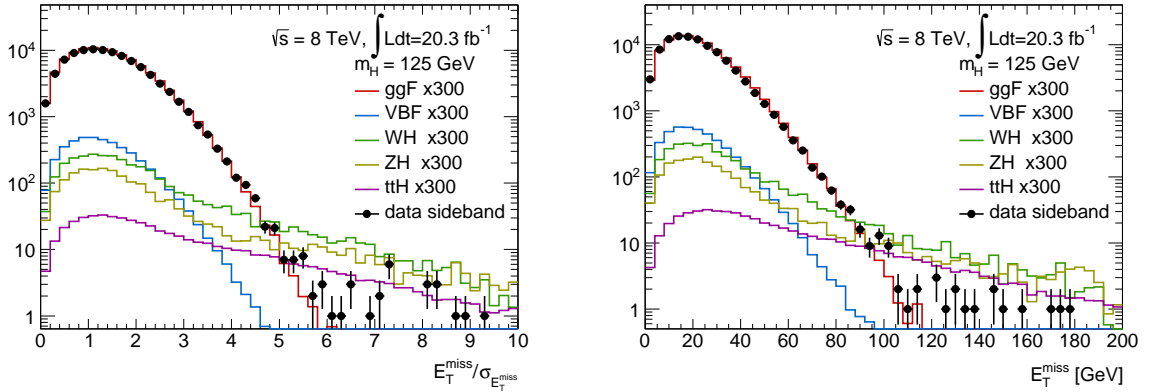 √s = 8 TeV, ∫ Ldt=20.3 fb⁻¹
m_H = 125 GeV
ggF x300
VBF x300
WH x300
ZH x300
ttH x300
data sideband
10⁴
10³
10²
10
1
0 1 2 3 4 5 6 7 8 9 10
E_T^miss/σ_{E_T^miss}
√s = 8 TeV, ∫ Ldt=20.3 fb⁻¹
m_H = 125 GeV
ggF x300
VBF x300
WH x300
ZH x300
ttH x300
data sideband
10⁴
10³
10²
10
1
0 20 40 60 80 100 120 140 160 180 200
E_T^miss [GeV]